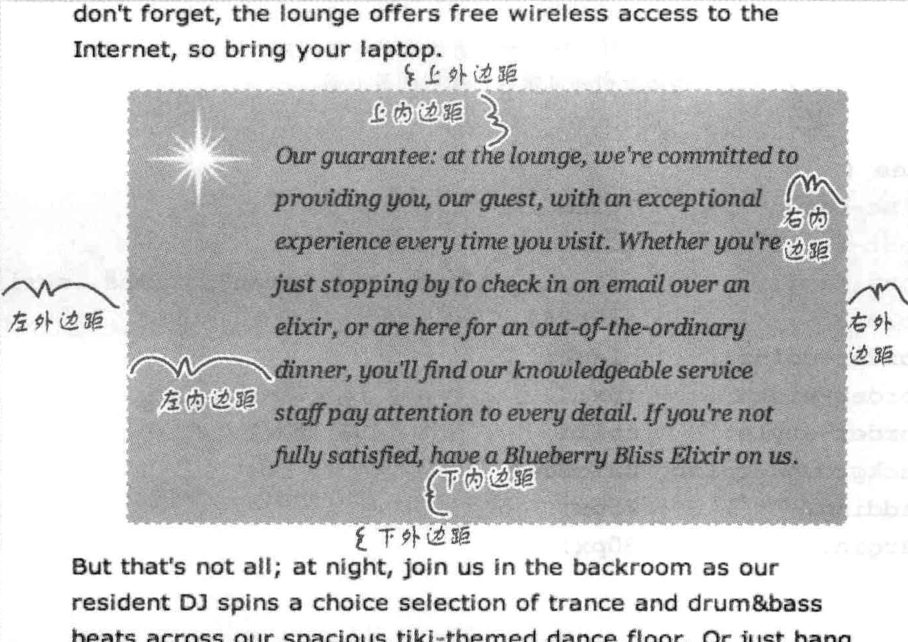 don't forget, the lounge offers free wireless access to the
Internet, so bring your laptop.
上外边距
上内边距
Our guarantee: at the lounge, we're committed to
providing you, our guest, with an exceptional
右内
边距
experience every time you visit. Whether you're
just stopping by to check in on email over an
左外边距
右外
边距
elixir, or are here for an out-of-the-ordinary
dinner, you'll find our knowledgeable service
左内边距
staff pay attention to every detail. If you're not
fully satisfied, have a Blueberry Bliss Elixir on us.
下内边距
下外边距
But that's not all; at night, join us in the backroom as our
resident DJ spins a choice selection of trance and drum&bass
beats across our spacious tiki-themed dance floor. Or just hang